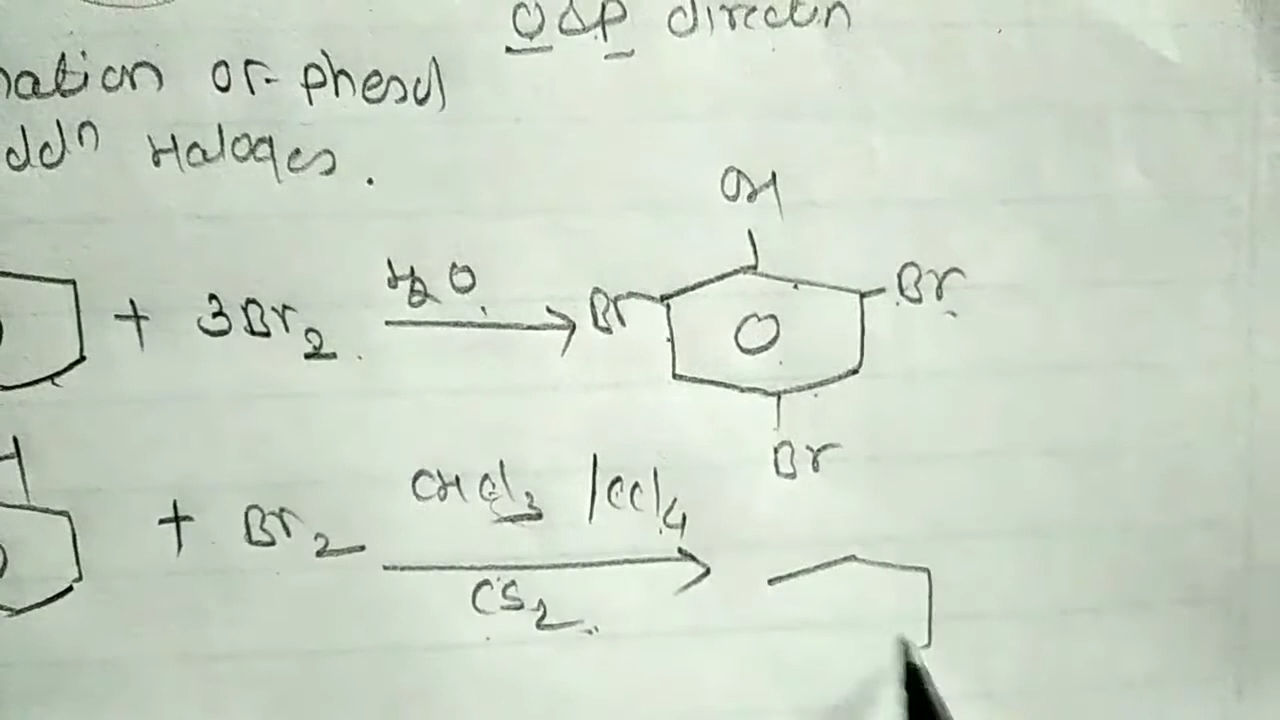 O & P directn
nation of phenol
ddn Haloges.
OH
+ 3Br2 H2O Br Br
Br
+ Br2 CHCl3 / CCl4
CS2